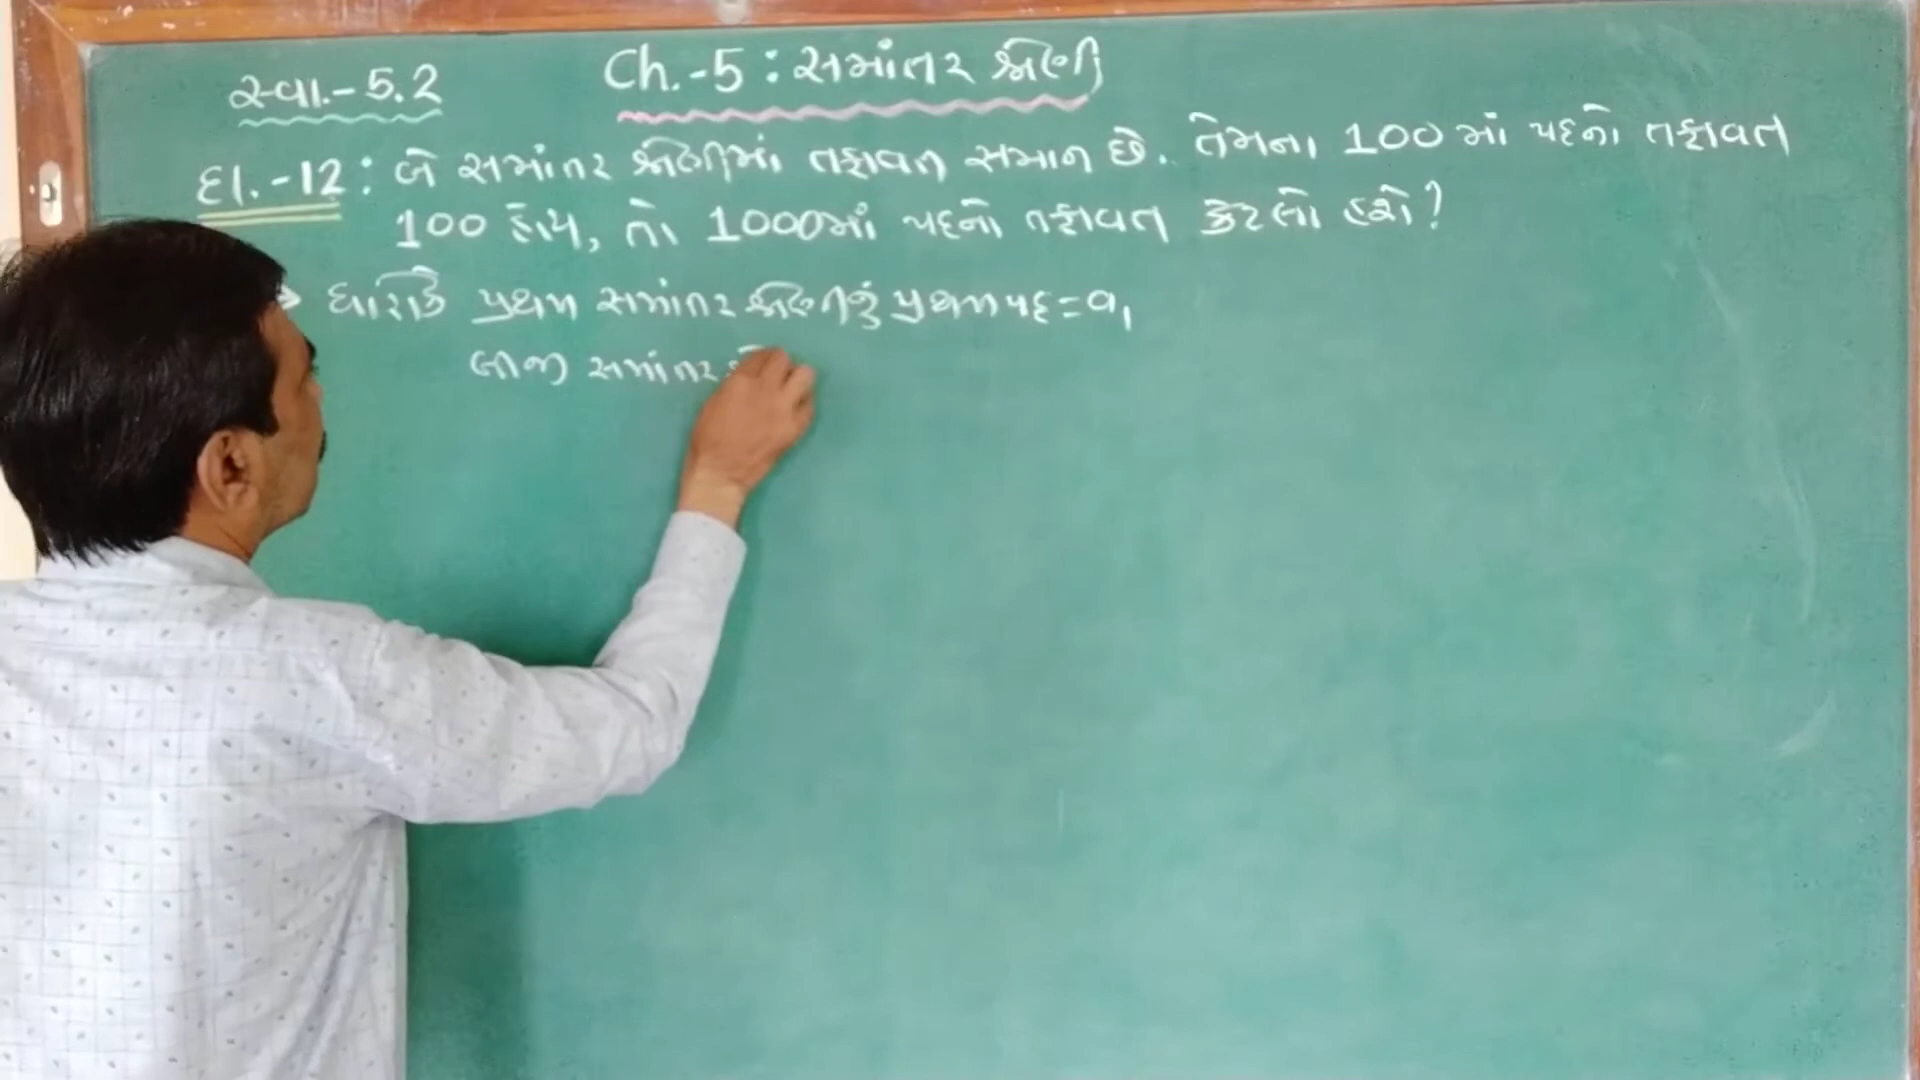 સ્વા.-5.2
Ch.-5 : સમાંતર શ્રેણી
દા.-12 : બે સમાંતર શ્રેણીમાં તફાવત સમાન છે. તેમના 100 માં પદનો તફાવત
100 હોય, તો 1000માં પદનો તફાવત કેટલો હશે?
ધારોકે પ્રથમ સમાંતર શ્રેણીનું પ્રથમ પદ = a₁
બીજી સમાંતર